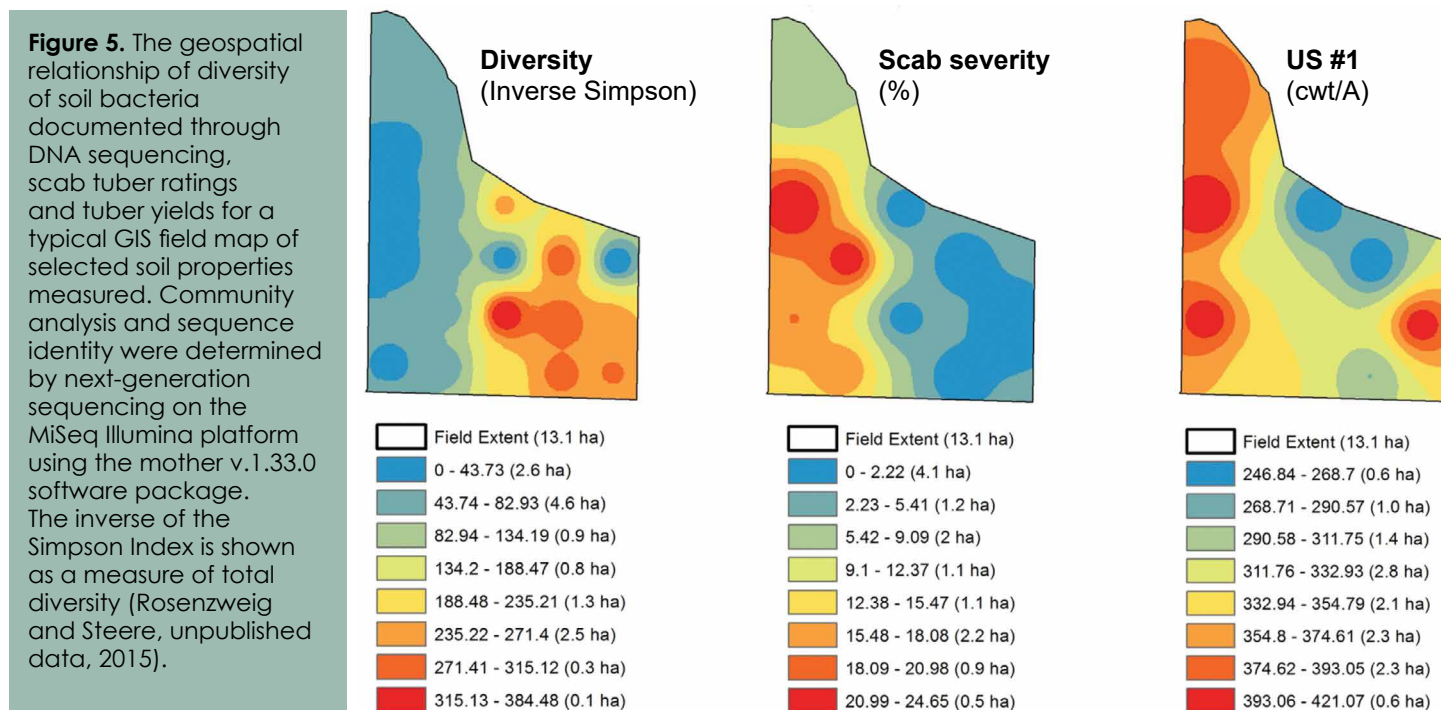 Figure 5. The geospatial
relationship of diversity
of soil bacteria
documented through
DNA sequencing,
scab tuber ratings
and tuber yields for a
typical GIS field map of
selected soil properties
measured. Community
analysis and sequence
identity were determined
by next-generation
sequencing on the
MiSeq Illumina platform
using the mother v.1.33.0
software package.
The inverse of the
Simpson Index is shown
as a measure of total
diversity (Rosenzweig
and Steere, unpublished
data, 2015).
Diversity
(Inverse Simpson)
Field Extent (13.1 ha)
0 - 43.73 (2.6 ha)
43.74 - 82.93 (4.6 ha)
82.94 - 134.19 (0.9 ha)
134.2 - 188.47 (0.8 ha)
188.48 - 235.21 (1.3 ha)
235.22 - 271.4 (2.5 ha)
271.41 - 315.12 (0.3 ha)
315.13 - 384.48 (0.1 ha)
Scab severity
(%)
Field Extent (13.1 ha)
0 - 2.22 (4.1 ha)
2.23 - 5.41 (1.2 ha)
5.42 - 9.09 (2 ha)
9.1 - 12.37 (1.1 ha)
12.38 - 15.47 (1.1 ha)
15.48 - 18.08 (2.2 ha)
18.09 - 20.98 (0.9 ha)
20.99 - 24.65 (0.5 ha)
US #1
(cwt/A)
Field Extent (13.1 ha)
246.84 - 268.7 (0.6 ha)
268.71 - 290.57 (1.0 ha)
290.58 - 311.75 (1.4 ha)
311.76 - 332.93 (2.8 ha)
332.94 - 354.79 (2.1 ha)
354.8 - 374.61 (2.3 ha)
374.62 - 393.05 (2.3 ha)
393.06 - 421.07 (0.6 ha)